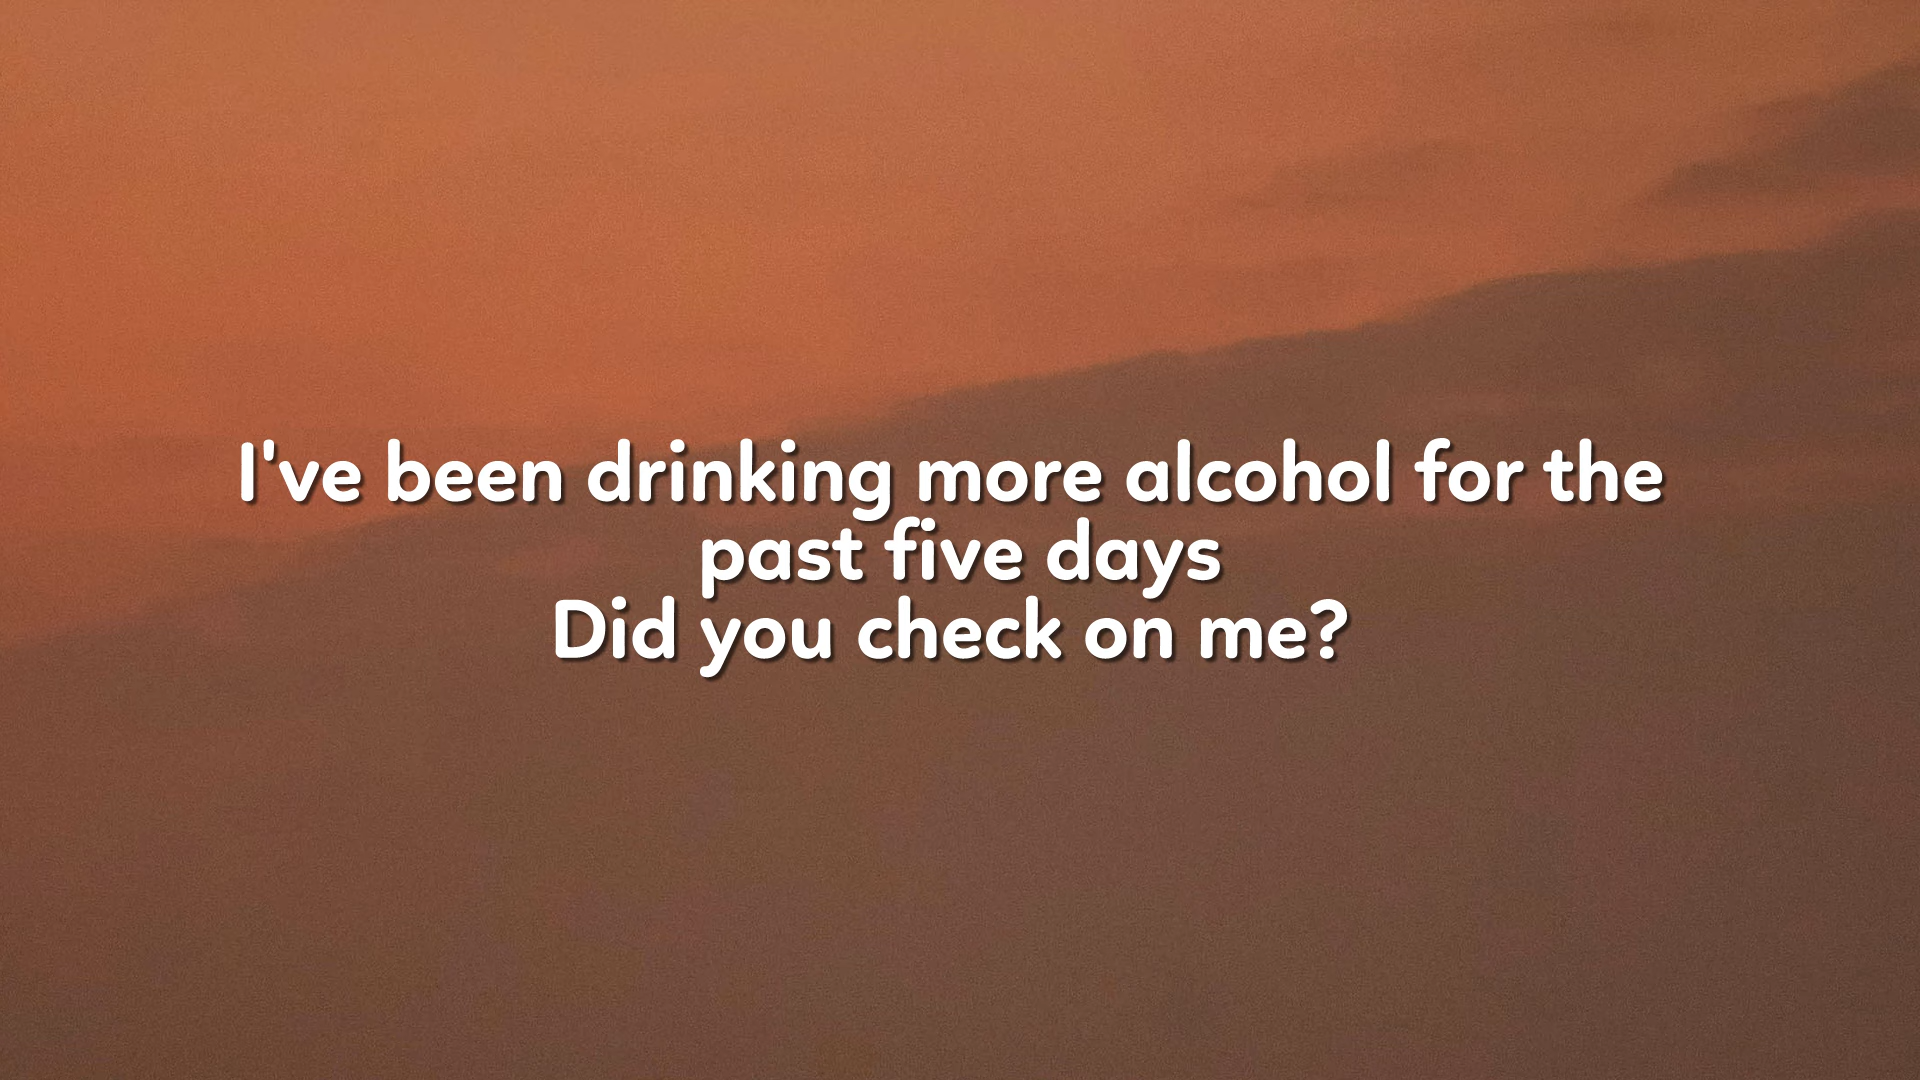 I've been drinking more alcohol for the
past five days
Did you check on me?